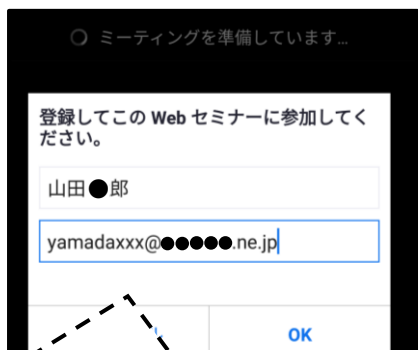 ミーティングを準備しています...
登録してこの Web セミナーに参加してく
ださい。
山田●郎
yamadaxxx@●●●●●.ne.jp
OK